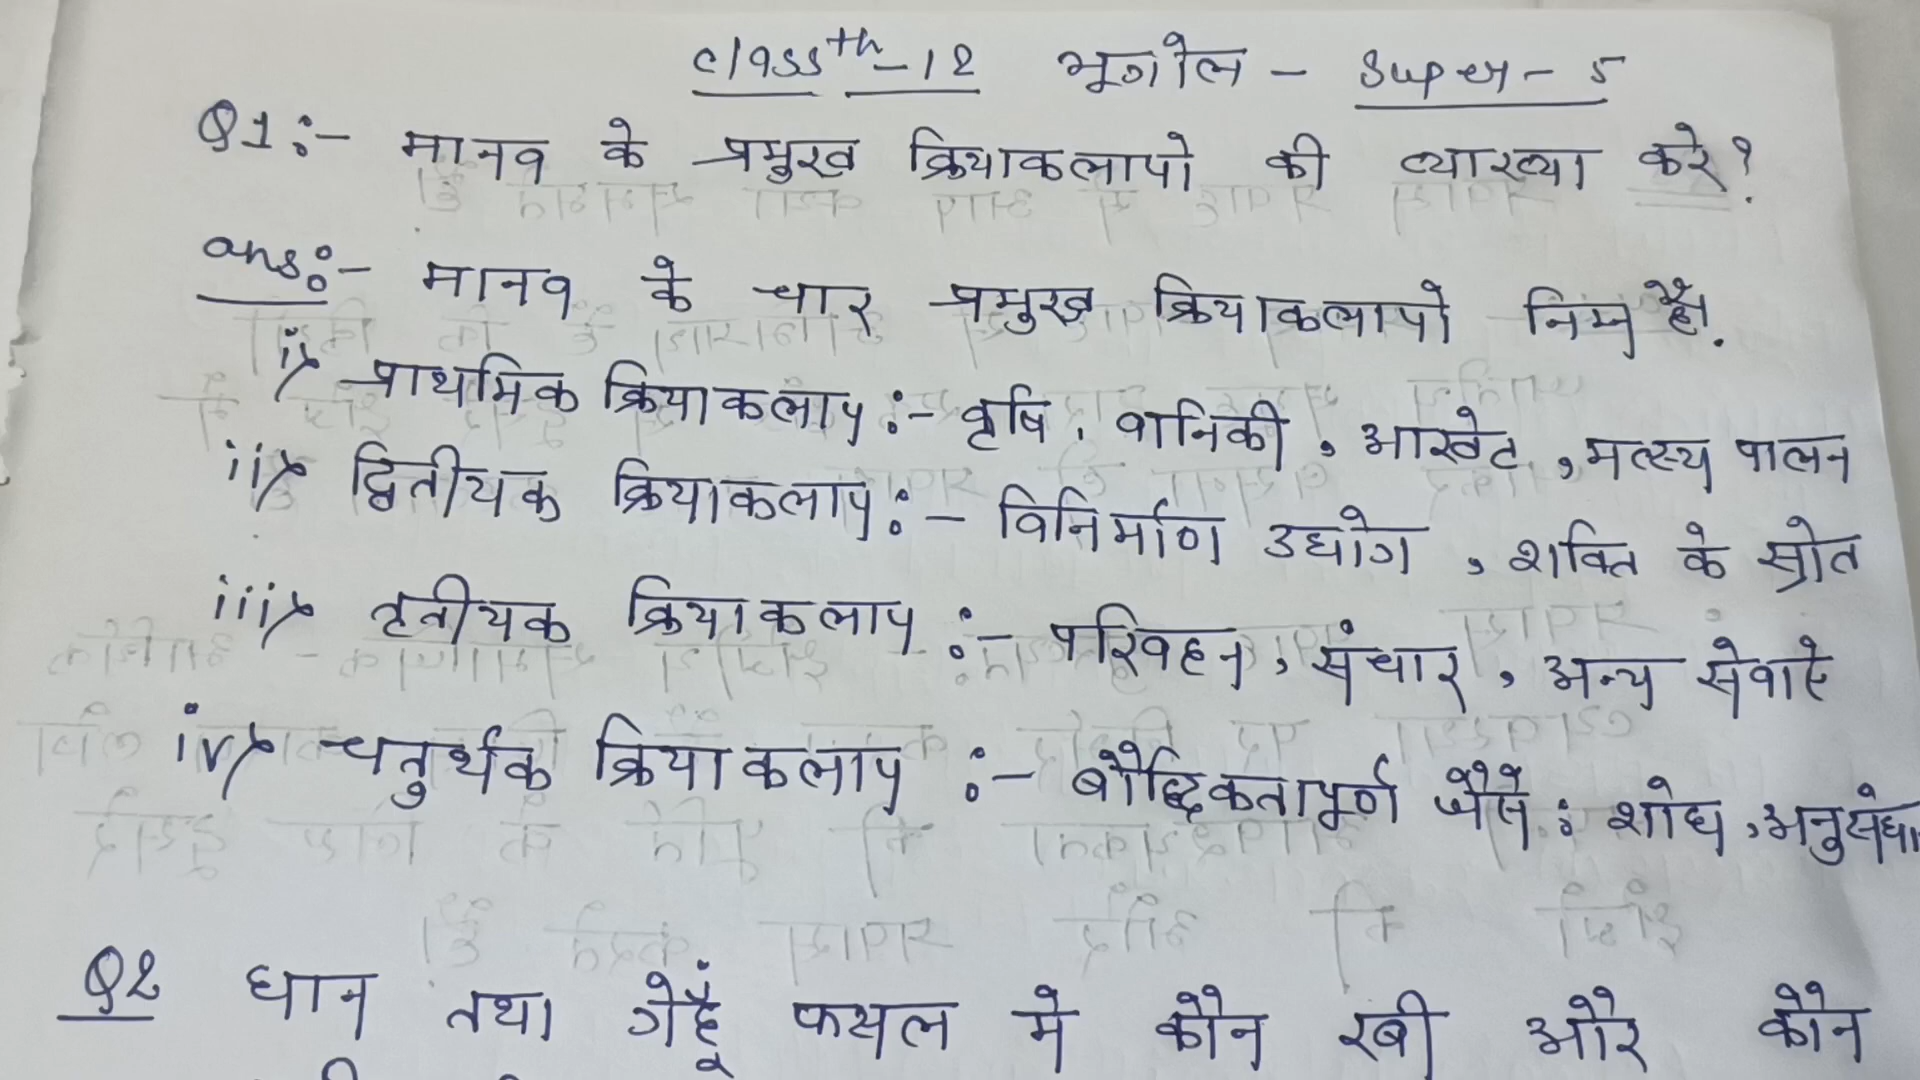 Class th - 12 भूगोल - Super - 5
Q1:- मानव के प्रमुख क्रियाकलापो की व्याख्या करे?
ans:- मानव के चार प्रमुख क्रियाकलापो निम्न है।.
i) प्राथमिक क्रियाकलाप :- कृषि, वानिकी, आखेट, मत्स्य पालन
ii) द्वितीयक क्रियाकलाप :- विनिर्माण उद्योग, शक्ति के स्रोत
iii) तृतीयक क्रियाकलाप :- परिवहन, संचार, अन्य सेवाऐ
iv) चतुर्थक क्रियाकलाप :- बौद्धिकतापूर्ण जैसे : शोध, अनुसंधा
Q2 धान तथा गेहूँ फसल मे कौन रबी और कौन